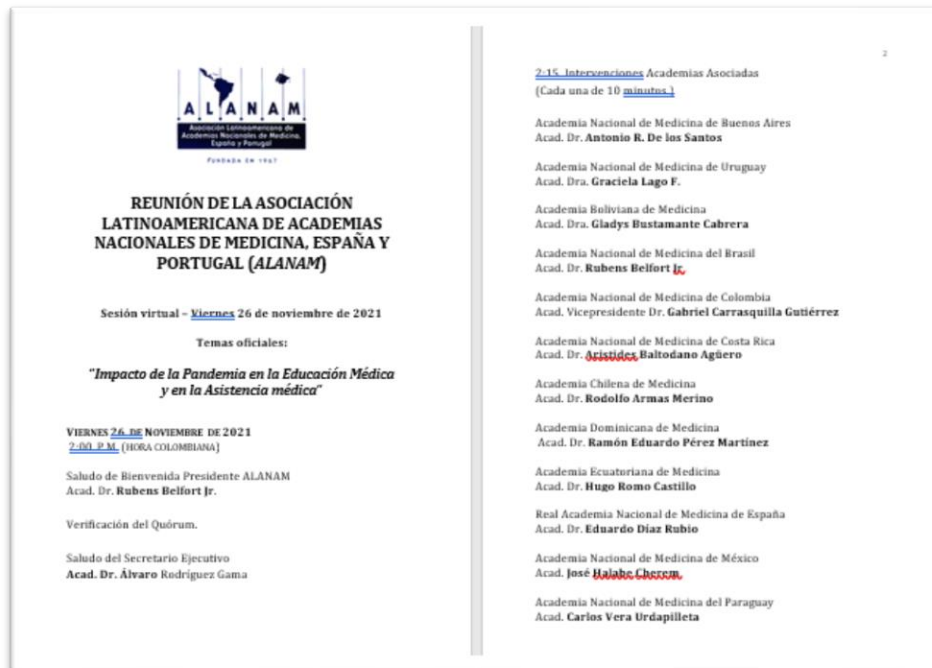 ALANAM
Asociación Latinoamericana de
Academias Nacionales de Medicina,
España y Portugal
FUNDADA EN 1967
REUNIÓN DE LA ASOCIACIÓN
LATINOAMERICANA DE ACADEMIAS
NACIONALES DE MEDICINA, ESPAÑA Y
PORTUGAL (ALANAM)
Sesión virtual – Viernes 26 de noviembre de 2021
Temas oficiales:
"Impacto de la Pandemia en la Educación Médica
y en la Asistencia médica"
VIERNES 26 DE NOVIEMBRE DE 2021
2:00 P.M. (HORA COLOMBIANA)
Saludo de Bienvenida Presidente ALANAM
Acad. Dr. Rubens Belfort Jr.
Verificación del Quórum.
Saludo del Secretario Ejecutivo
Acad. Dr. Álvaro Rodríguez Gama
2
2:15 Intervenciones Academias Asociadas
(Cada una de 10 minutos )
Academia Nacional de Medicina de Buenos Aires
Acad. Dr. Antonio R. De los Santos
Academia Nacional de Medicina de Uruguay
Acad. Dra. Graciela Lago F.
Academia Boliviana de Medicina
Acad. Dra. Gladys Bustamante Cabrera
Academia Nacional de Medicina del Brasil
Acad. Dr. Rubens Belfort Jr.
Academia Nacional de Medicina de Colombia
Acad. Vicepresidente Dr. Gabriel Carrasquilla Gutiérrez
Academia Nacional de Medicina de Costa Rica
Acad. Dr. Aristides Baltodano Agüero
Academia Chilena de Medicina
Acad. Dr. Rodolfo Armas Merino
Academia Dominicana de Medicina
Acad. Dr. Ramón Eduardo Pérez Martínez
Academia Ecuatoriana de Medicina
Acad. Dr. Hugo Romo Castillo
Real Academia Nacional de Medicina de España
Acad. Dr. Eduardo Díaz Rubio
Academia Nacional de Medicina de México
Acad. José Halabe Cherem
Academia Nacional de Medicina del Paraguay
Acad. Carlos Vera Urdapilleta